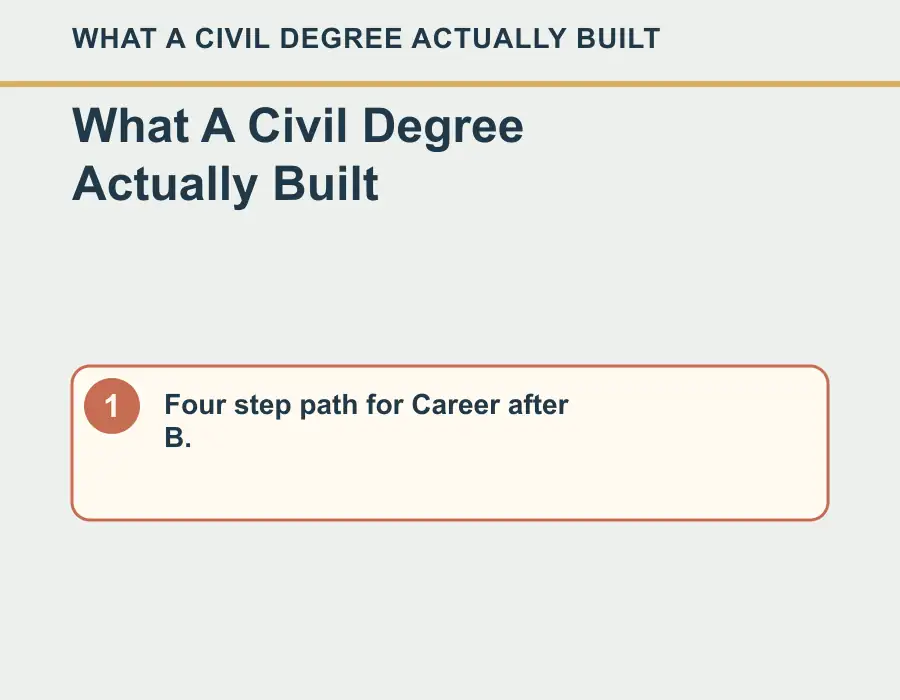 WHAT A CIVIL DEGREE ACTUALLY BUILT
What A Civil Degree
Actually Built
1
Four step path for Career after
B.